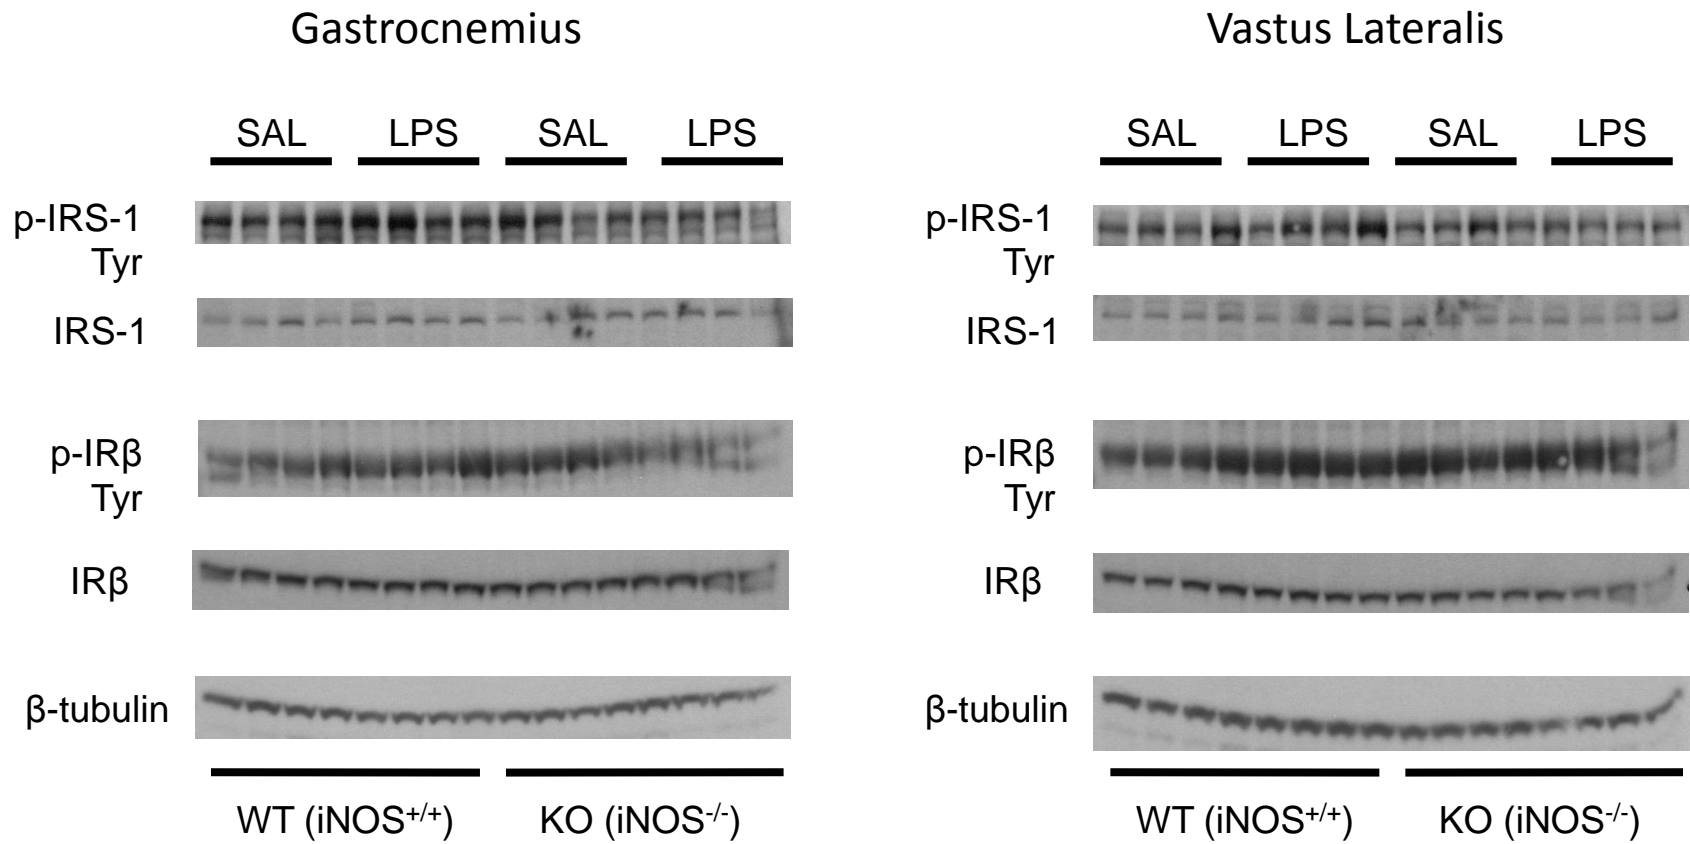 Gastrocnemius
SAL LPS SAL LPS
p-IRS-1
Tyr
IRS-1
p-IRβ
Tyr
IRβ
β-tubulin
WT (iNOS+/+) KO (iNOS-/-)
Vastus Lateralis
SAL LPS SAL LPS
p-IRS-1
Tyr
IRS-1
p-IRβ
Tyr
IRβ
β-tubulin
WT (iNOS+/+) KO (iNOS-/-)